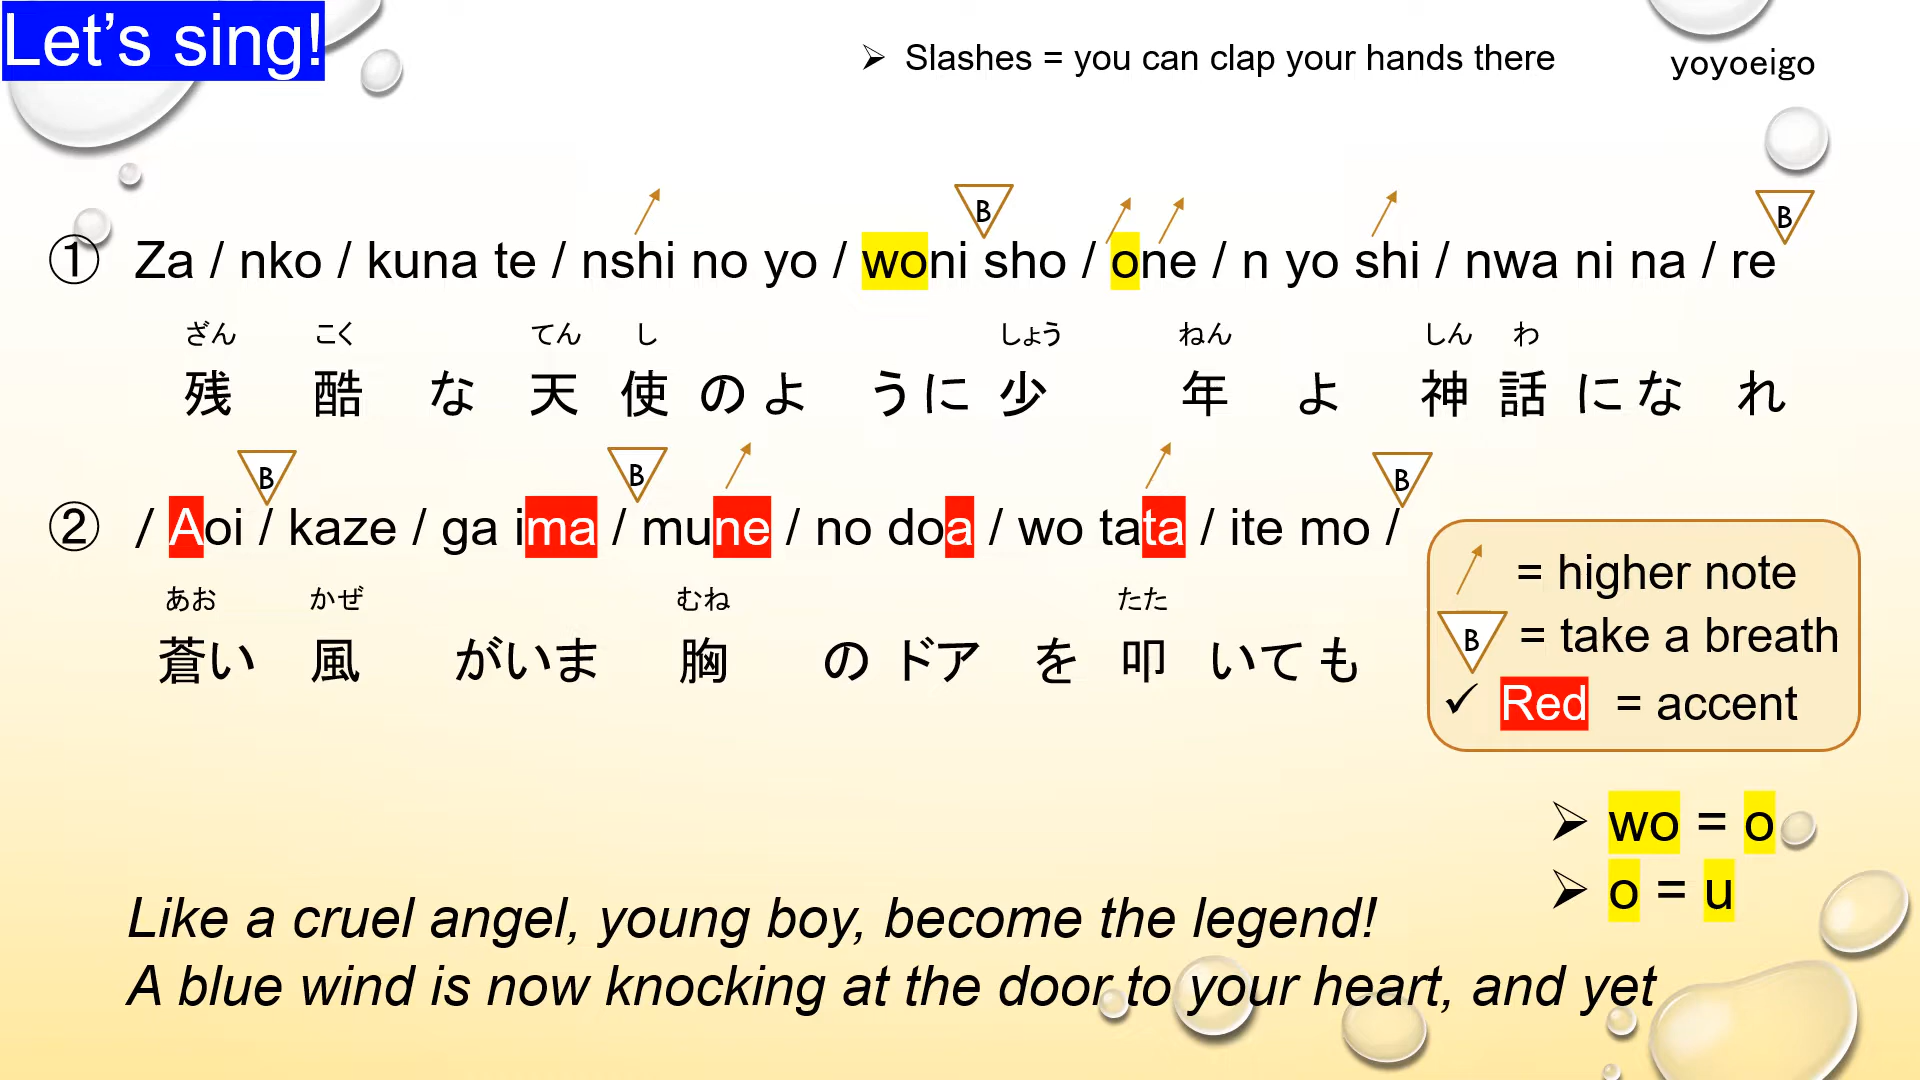 Let's sing!
➢ Slashes = you can clap your hands there
yoyoeigo
B B
① Za / nko / kuna te / nshi no yo / woni sho / one / n yo shi / nwa ni na / re
ざん こく てん し しょう ねん しん わ
残 酷 な 天 使 の よ うに 少 年 よ 神 話 に な れ
B B B
② / Aoi / kaze / ga ima / mune / no doa / wo tata / ite mo /
あお かぜ むね たた
蒼い 風 がいま 胸 の ドア を 叩 いて も
= higher note
B = take a breath
✓ Red = accent
➢ wo = o
➢ o = u
Like a cruel angel, young boy, become the legend!
A blue wind is now knocking at the door to your heart, and yet